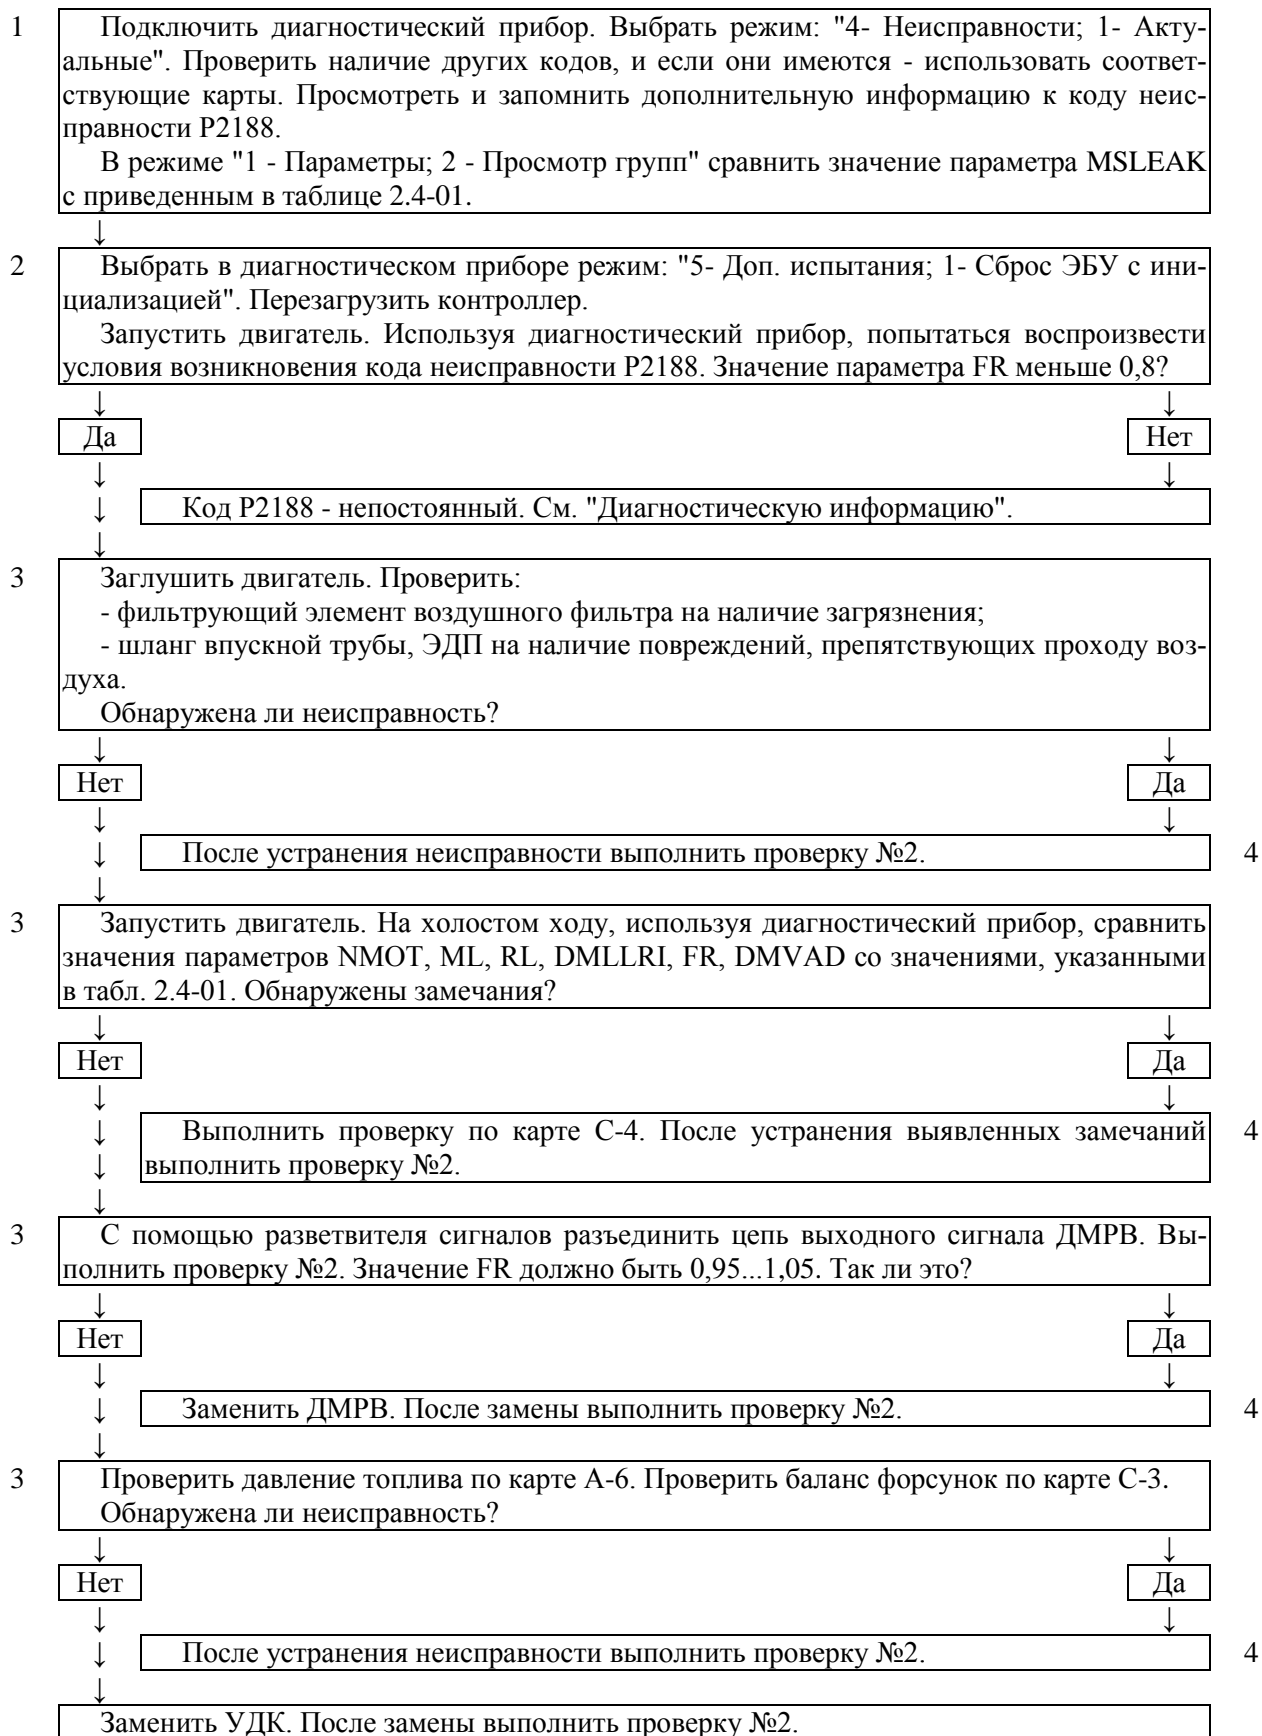 1 Подключить диагностический прибор. Выбрать режим: "4- Неисправности; 1- Акту-
альные". Проверить наличие других кодов, и если они имеются - использовать соответ-
ствующие карты. Просмотреть и запомнить дополнительную информацию к коду неис-
правности Р2188.
В режиме "1 - Параметры; 2 - Просмотр групп" сравнить значение параметра MSLEAK
с приведенным в таблице 2.4-01.
↓
2 Выбрать в диагностическом приборе режим: "5- Доп. испытания; 1- Сброс ЭБУ с ини-
циализацией". Перезагрузить контроллер.
Запустить двигатель. Используя диагностический прибор, попытаться воспроизвести
условия возникновения кода неисправности Р2188. Значение параметра FR меньше 0,8?
↓ ↓
Да Нет
↓ ↓
↓ Код Р2188 - непостоянный. См. "Диагностическую информацию".
↓
3 Заглушить двигатель. Проверить:
- фильтрующий элемент воздушного фильтра на наличие загрязнения;
- шланг впускной трубы, ЭДП на наличие повреждений, препятствующих проходу воз-
духа.
Обнаружена ли неисправность?
↓ ↓
Нет Да
↓ ↓
↓ После устранения неисправности выполнить проверку №2. 4
↓
3 Запустить двигатель. На холостом ходу, используя диагностический прибор, сравнить
значения параметров NMOT, ML, RL, DMLLRI, FR, DMVAD со значениями, указанными
в табл. 2.4-01. Обнаружены замечания?
↓ ↓
Нет Да
↓ ↓
↓ Выполнить проверку по карте С-4. После устранения выявленных замечаний 4
↓ выполнить проверку №2.
↓
3 С помощью разветвителя сигналов разъединить цепь выходного сигнала ДМРВ. Вы-
полнить проверку №2. Значение FR должно быть 0,95...1,05. Так ли это?
↓ ↓
Нет Да
↓ ↓
↓ Заменить ДМРВ. После замены выполнить проверку №2. 4
↓
3 Проверить давление топлива по карте А-6. Проверить баланс форсунок по карте С-3.
Обнаружена ли неисправность?
↓ ↓
Нет Да
↓ ↓
↓ После устранения неисправности выполнить проверку №2. 4
↓
Заменить УДК. После замены выполнить проверку №2.